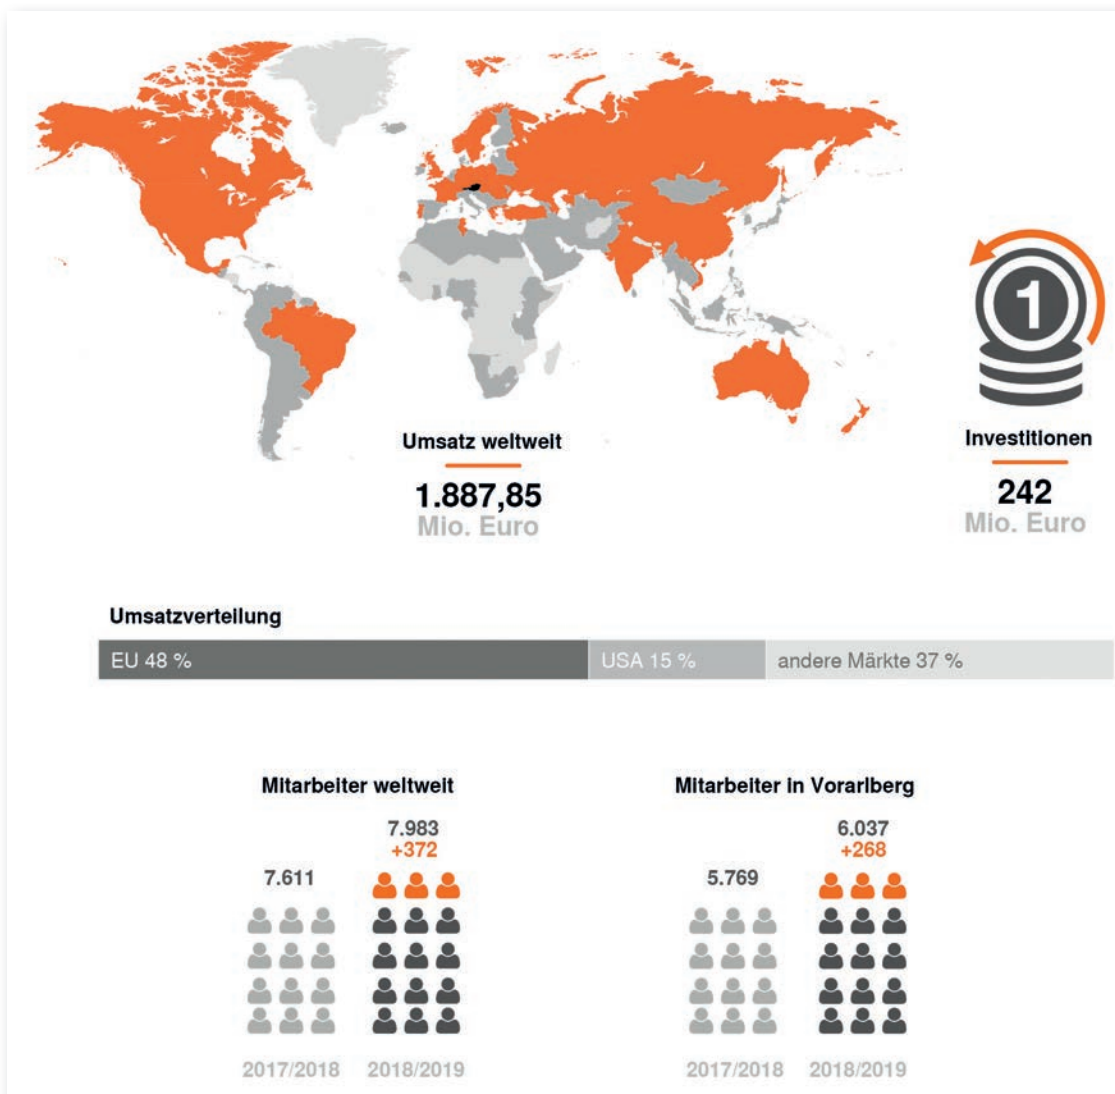 1
Umsatz weltweit
1.887,85
Mio. Euro
Investitionen
242
Mio. Euro
Umsatzverteilung
EU 48 %
USA 15 %
andere Märkte 37 %
Mitarbeiter weltweit
7.983
+372
7.611
2017/2018
2018/2019
Mitarbeiter in Vorarlberg
6.037
+268
5.769
2017/2018
2018/2019